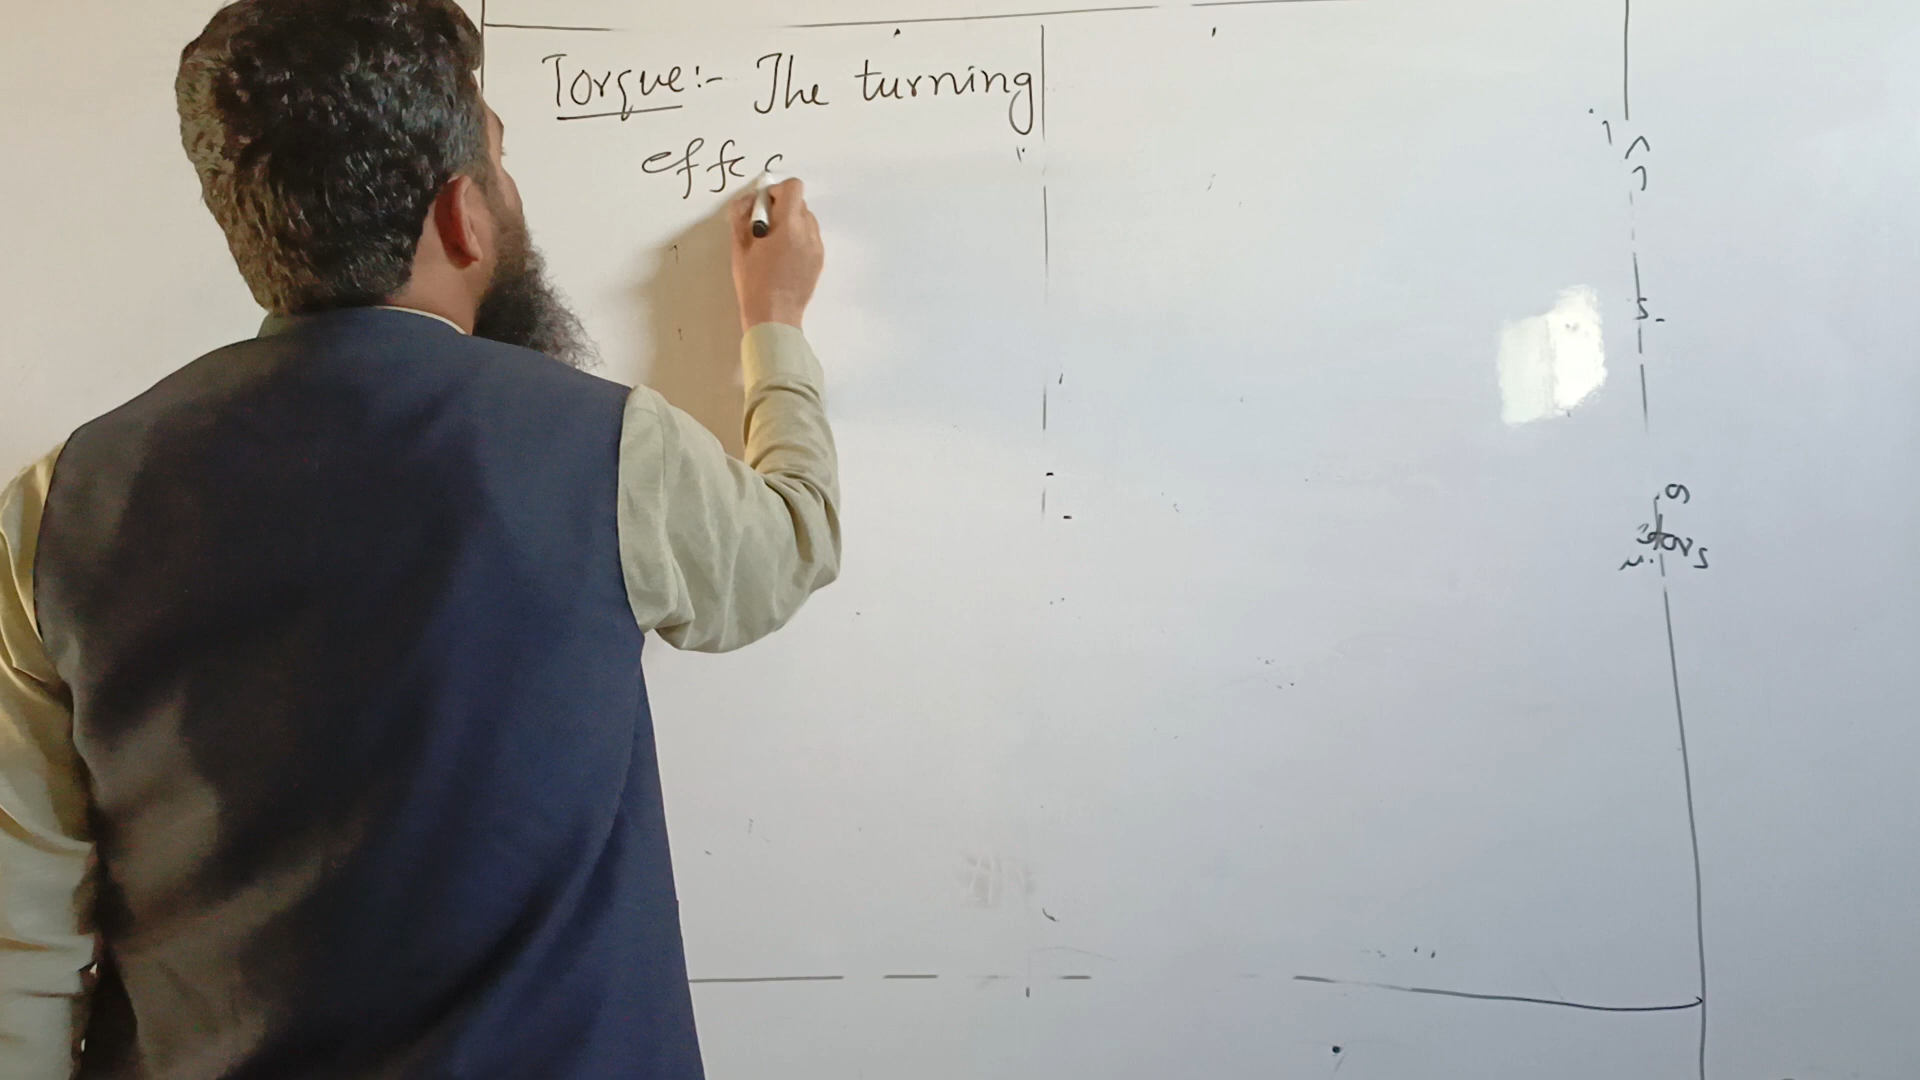 Torque:- The turning
effec